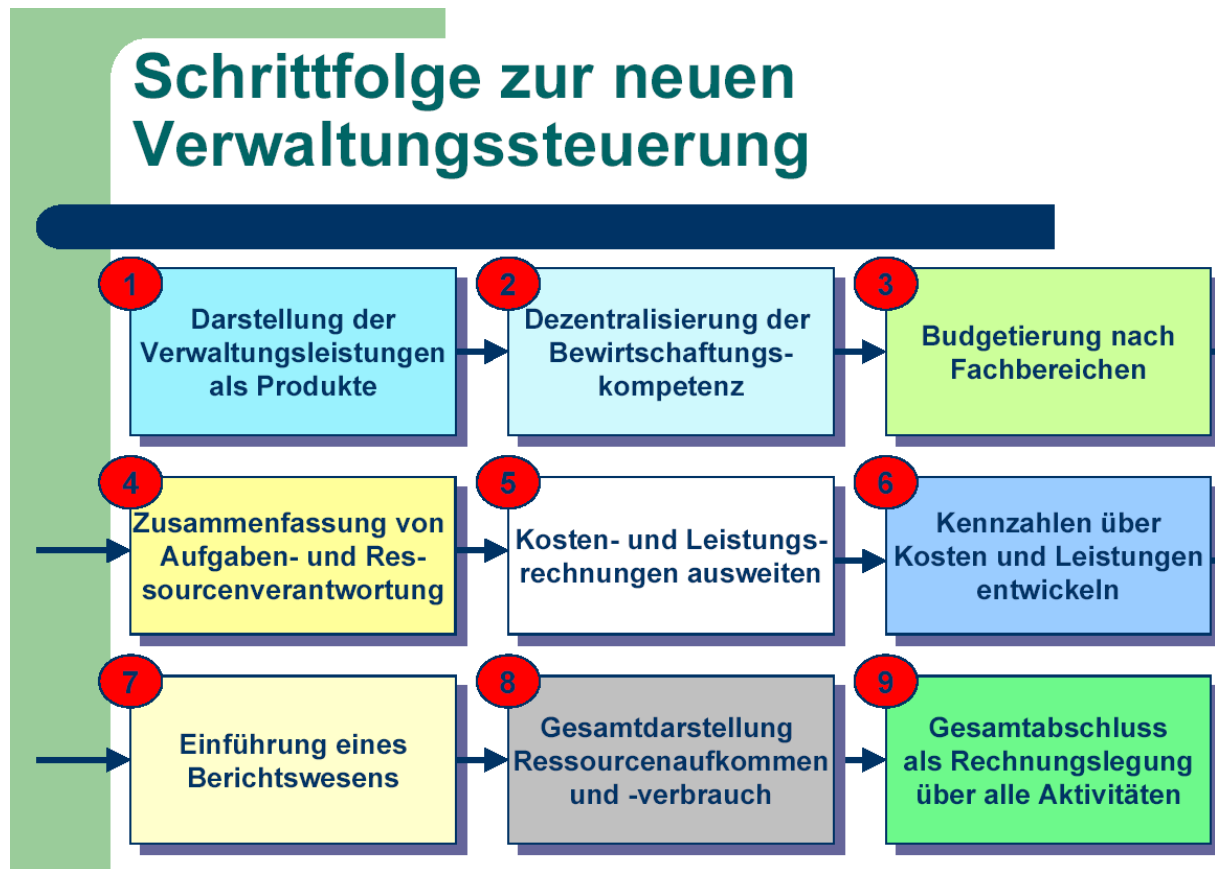 Schrittfolge zur neuen
Verwaltungssteuerung
1
Darstellung der
Verwaltungsleistungen
als Produkte
2
Dezentralisierung der
Bewirtschaftungs-
kompetenz
3
Budgetierung nach
Fachbereichen
4
Zusammenfassung von
Aufgaben- und Res-
sourcenverantwortung
5
Kosten- und Leistungs-
rechnungen ausweiten
6
Kennzahlen über
Kosten und Leistungen
entwickeln
7
Einführung eines
Berichtswesens
8
Gesamtdarstellung
Ressourcenaufkommen
und -verbrauch
9
Gesamtabschluss
als Rechnungslegung
über alle Aktivitäten